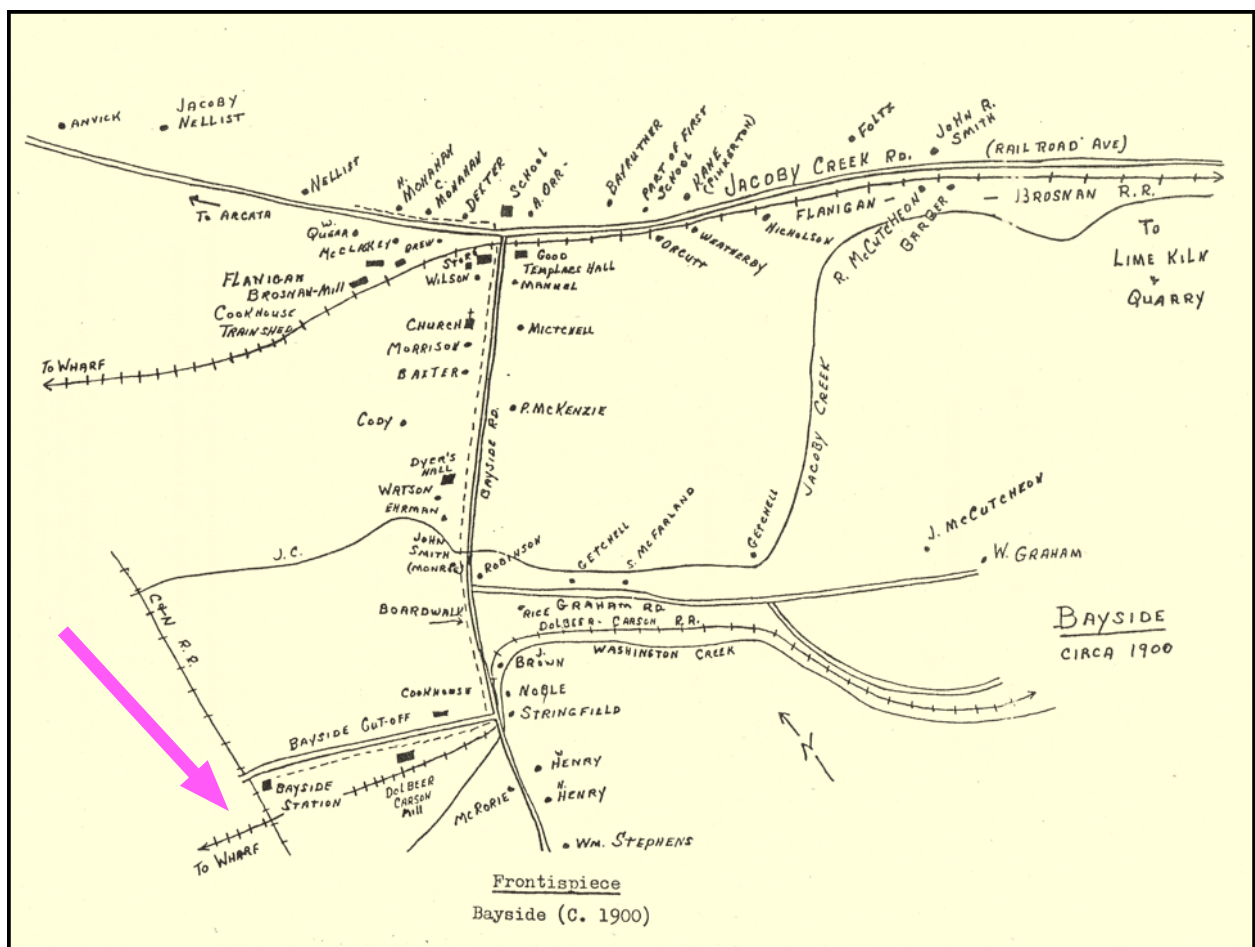 ANVICK
JACOBY
NELLIST
NELLIST
TO ARCATA
N.
MONAHAN
C.
MONAHAN
DEXTER
SCHOOL
A. ORR
BAYRUTHER
PART OF FIRST
SCHOOL
KANE
(PINKERTON)
JACOBY CREEK RD.
FOLTZ
JOHN R.
SMITH
(RAIL ROAD AVE)
FLANIGAN - - BROSNAN R.R.
W.
QUEAR
DREW
STORE
WILSON
GOOD
TEMPLARS HALL
ORCUTT
WEATHERBY
NICHOLSON
R. MCCUTCHEON
BARBER
TO
LIME KILN
&
QUARRY
FLANIGAN
BROSNAN-MILL
COOKHOUSE
TRAINSHED
TO WHARF
CHURCH
MORRISON
BAXTER
MICTCHELL
CODY
P. MCKENZIE
BAYSIDE RD.
JACOBY CREEK
DYER'S
HALL
WATSON
EHRMAN
J.C.
JOHN
SMITH
(MONROE)
ROBINSON
GETCHELL
S. MCFARLAND
GETCHELL
J. MCCUTCHEON
W. GRAHAM
C&N R.R.
BOARDWALK
RICE
GRAHAM RD.
DOLBEER-CARSON R.R.
WASHINGTON CREEK
BAYSIDE
CIRCA 1900
J.
BROWN
COOKHOUSE
NOBLE
STRINGFIELD
BAYSIDE CUT-OFF
N
BAYSIDE
STATION
DOLBEER
CARSON
MILL
W
HENRY
N.
HENRY
MCRORIE
TO WHARF
WM. STEPHENS
Frontispiece
Bayside (C. 1900)